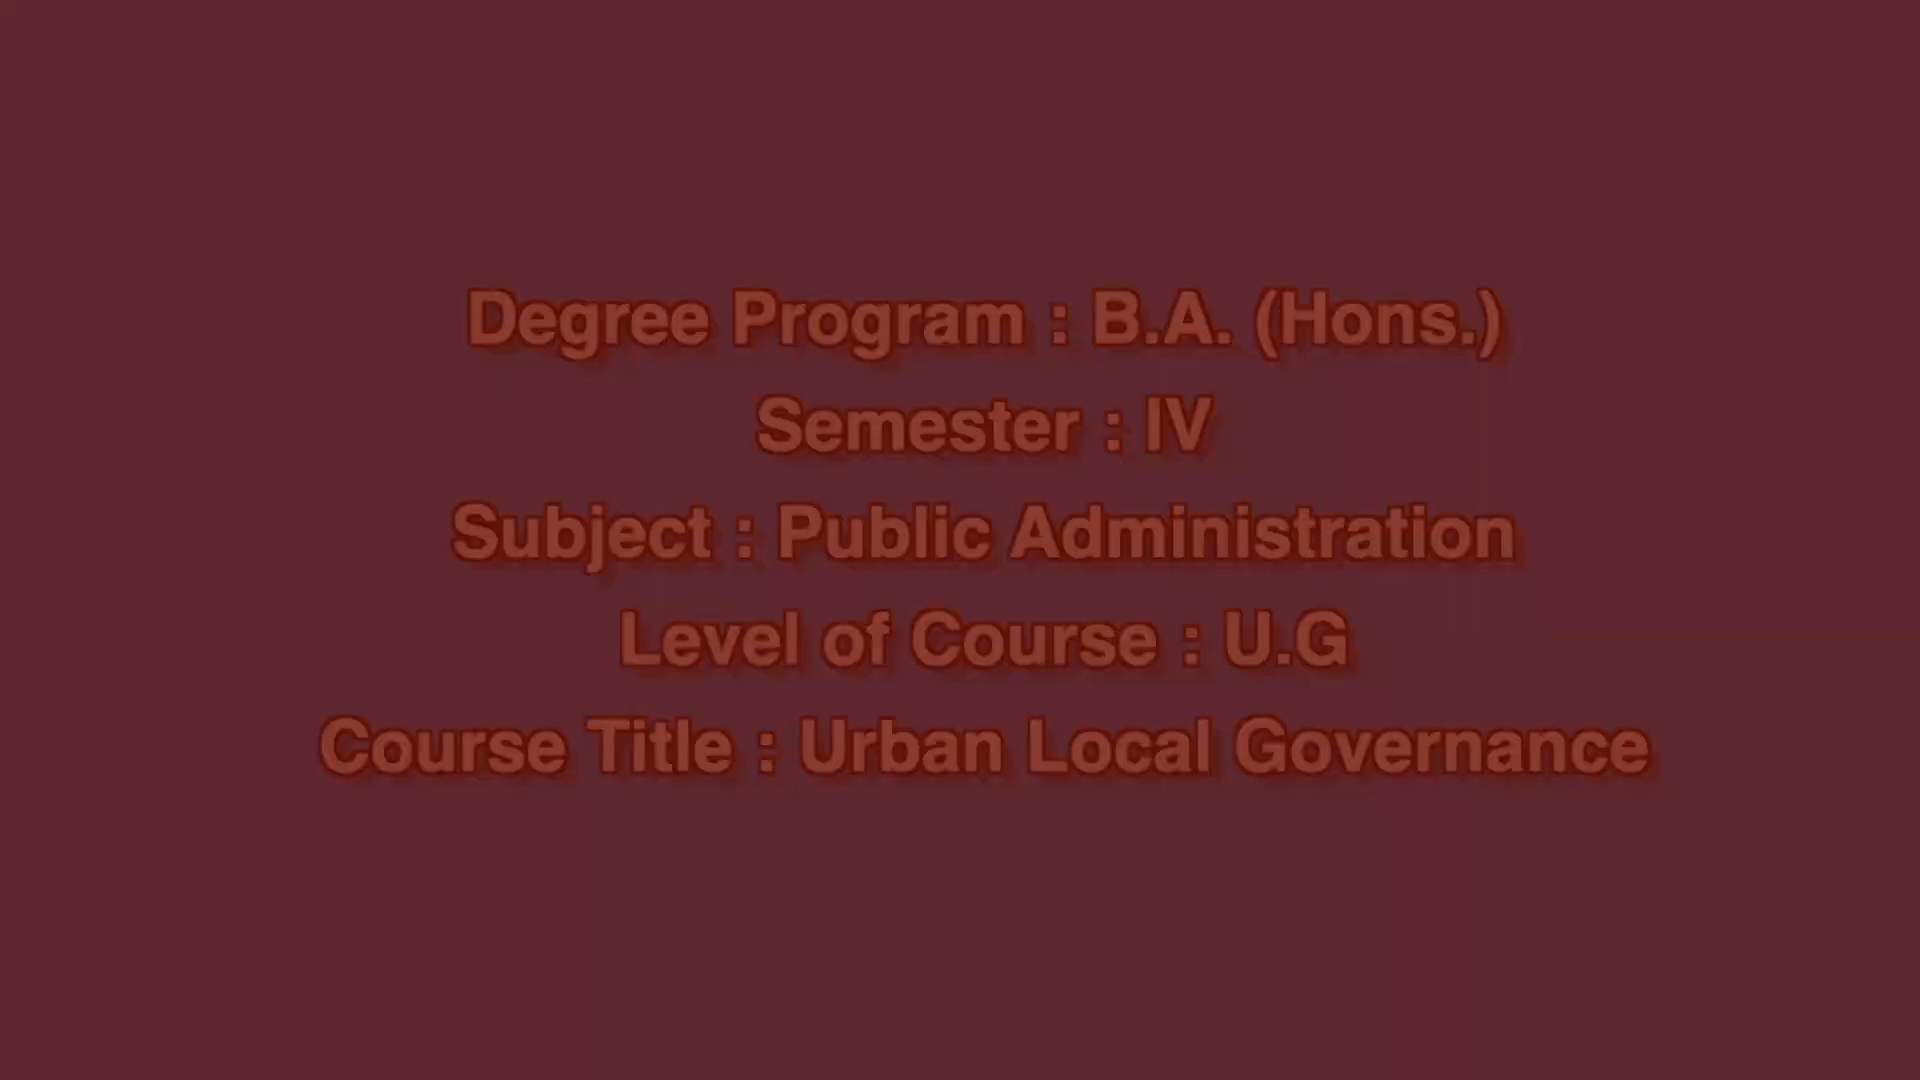 Degree Program : B.A. (Hons.)
Semester : IV
Subject : Public Administration
Level of Course : U.G
Course Title : Urban Local Governance